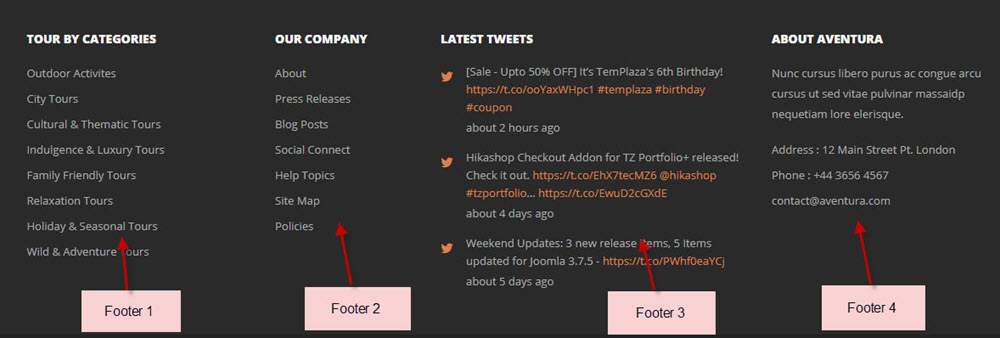 TOUR BY CATEGORIES
Outdoor Activites
City Tours
Cultural & Thematic Tours
Indulgence & Luxury Tours
Family Friendly Tours
Relaxation Tours
Holiday & Seasonal Tours
Wild & Adventure Tours
Footer 1
OUR COMPANY
About
Press Releases
Blog Posts
Social Connect
Help Topics
Site Map
Policies
Footer 2
LATEST TWEETS
[Sale - Upto 50% OFF] It's TemPlaza's 6th Birthday!
https://t.co/ooYaxWHpc1 #templaza #birthday
#coupon
about 2 hours ago
Hikashop Checkout Addon for TZ Portfolio+ released!
Check it out. https://t.co/EhX7tecMZ6 @hikashop
#tzportfolio... https://t.co/EwuD2cGXdE
about 4 days ago
Weekend Updates: 3 new release items, 5 Items
updated for Joomla 3.7.5 - https://t.co/PWhf0eaYCj
about 5 days ago
Footer 3
ABOUT AVENTURA
Nunc cursus libero purus ac congue arcu
cursus ut sed vitae pulvinar massaidp
nequetiam lore elerisque.
Address : 12 Main Street Pt. London
Phone : +44 3656 4567
contact@aventura.com
Footer 4